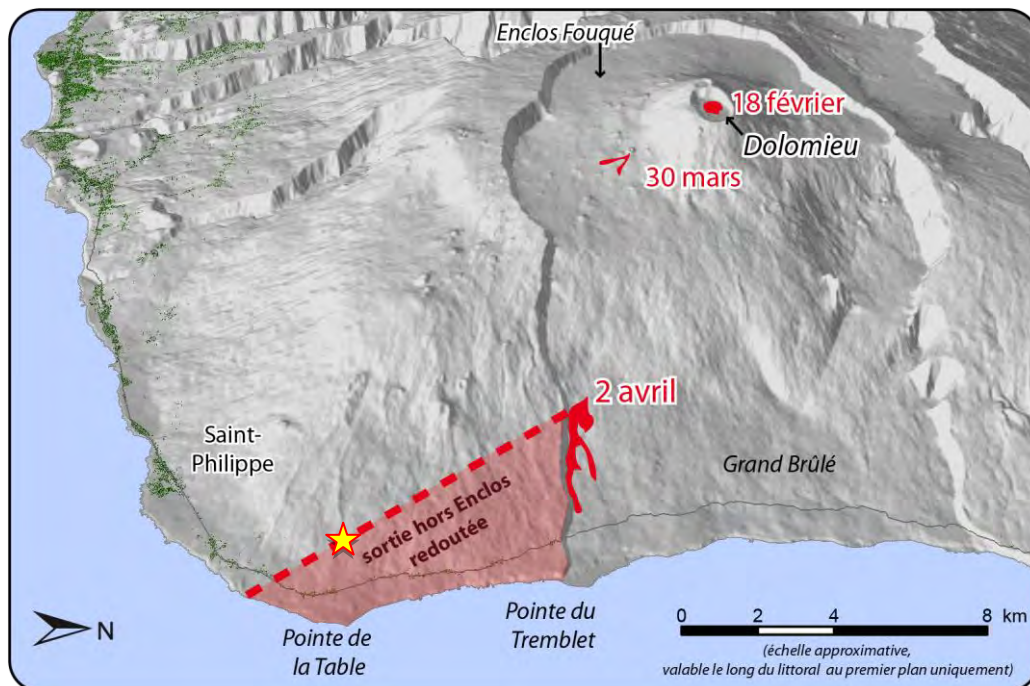 Enclos Fouqué
18 février
Dolomieu
30 mars
2 avril
Saint-
Philippe
Grand Brûlé
sortie hors Enclos
redoutée
N
Pointe de
la Table
Pointe du
Tremblet
0 2 4 8 km
(échelle approximative,
valable le long du littoral au premier plan uniquement)